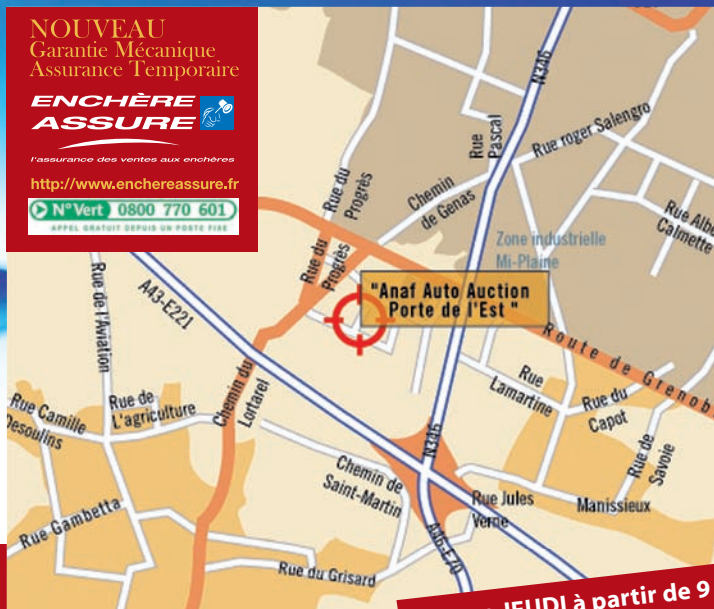 NOUVEAU
Garantie Mécanique
Assurance Temporaire
ENCHÈRE
ASSURE
l'assurance des ventes aux enchères
http://www.enchereassure.fr
N° Vert 0800 770 601
APPEL GRATUIT DEPUIS UN POSTE FIXE
N346
Rue Pascal
Rue roger Salengro
Rue du Progrès
Chemin de Genas
Rue Calmette
Zone industrielle
Mi-Plaine
Rue du Progrès
"Anaf Auto Auction
Porte de l'Est "
Rue de l'Aviation
A43-E221
Route de
Rue Lamartine
Rue du Capot
Rue de Savoie
Chemin du Lortarel
Rue de L'agriculture
Rue Camille Desoulins
N346
Chemin de Saint-Martin
Rue Jules Verne
Manissieux
Rue Gambetta
A46-E70
Rue du Grisard
JEUDI à partir de 9